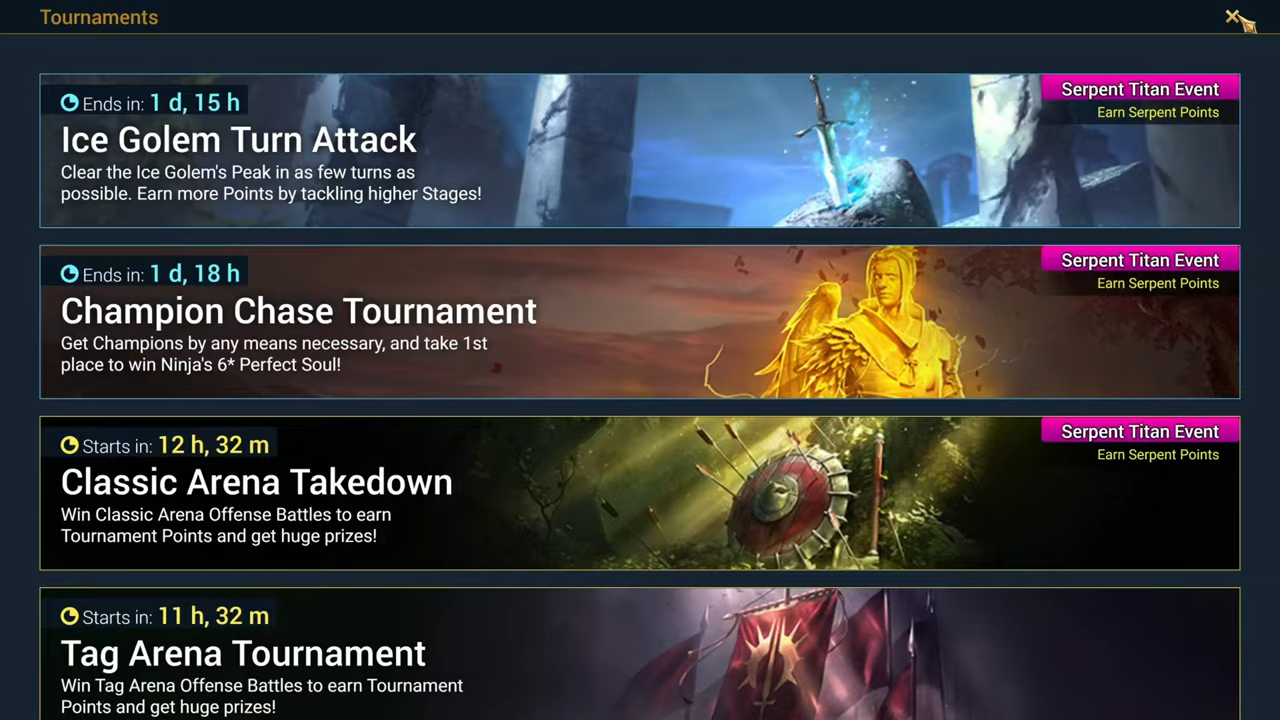 Tournaments
Ends in: 1 d, 15 h
Serpent Titan Event
Earn Serpent Points
Ice Golem Turn Attack
Clear the Ice Golem's Peak in as few turns as
possible. Earn more Points by tackling higher Stages!
Ends in: 1 d, 18 h
Serpent Titan Event
Earn Serpent Points
Champion Chase Tournament
Get Champions by any means necessary, and take 1st
place to win Ninja's 6* Perfect Soul!
Starts in: 12 h, 32 m
Serpent Titan Event
Earn Serpent Points
Classic Arena Takedown
Win Classic Arena Offense Battles to earn
Tournament Points and get huge prizes!
Starts in: 11 h, 32 m
Tag Arena Tournament
Win Tag Arena Offense Battles to earn Tournament
Points and get huge prizes!